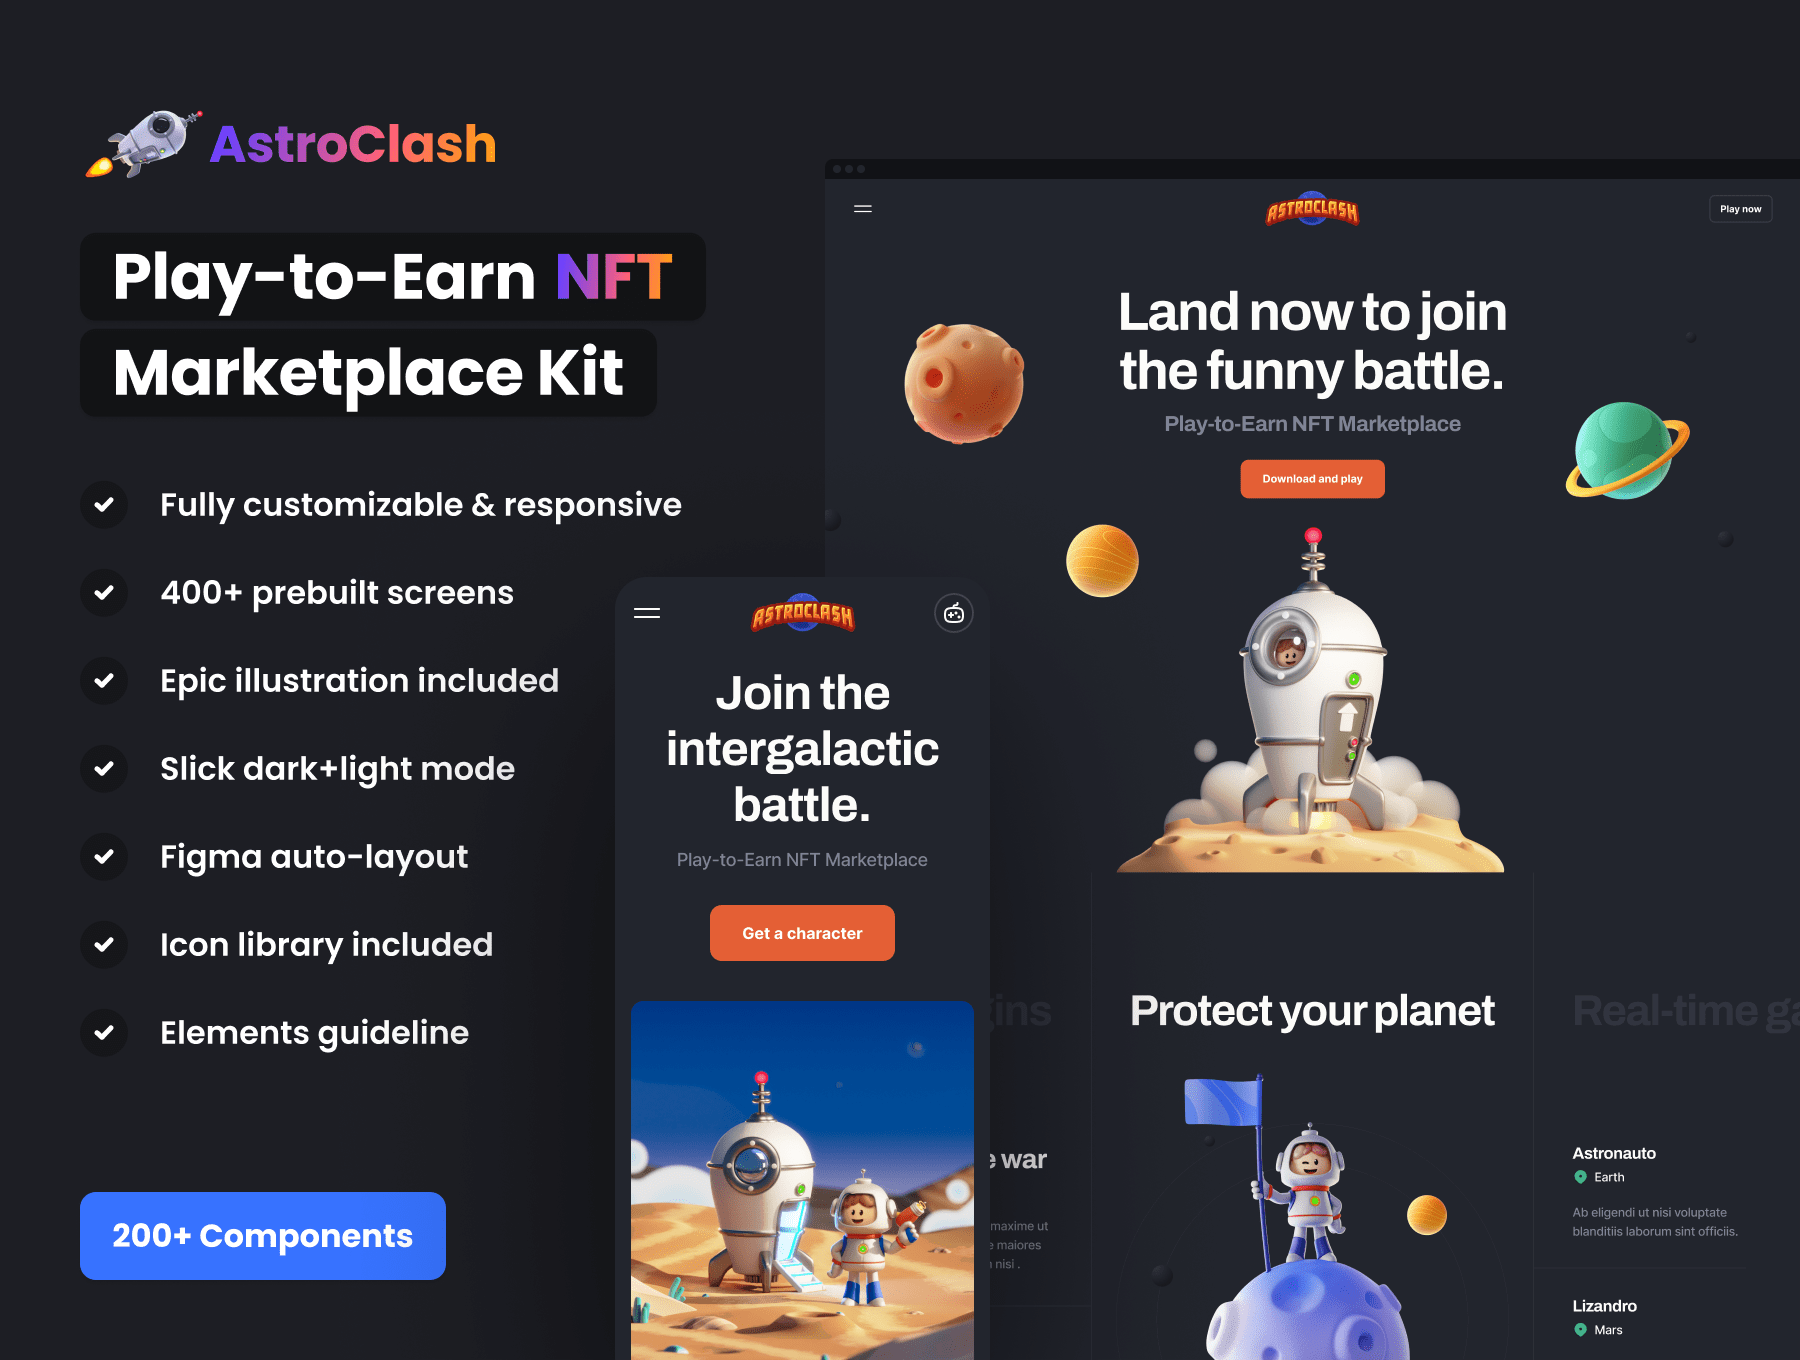 AstroClash
Play-to-Earn NFT
Marketplace Kit
Fully customizable & responsive
400+ prebuilt screens
Epic illustration included
Slick dark+light mode
Figma auto-layout
Icon library included
Elements guideline
200+ Components
ASTROCLASH
Play now
Land now to join
the funny battle.
Play-to-Earn NFT Marketplace
Download and play
ASTROCLASH
Join the
intergalactic
battle.
Play-to-Earn NFT Marketplace
Get a character
war
maxime ut
maiores
nisi .
Protect your planet
Real-time
Astronauto
Earth
Ab eligendi ut nisi voluptate
blanditiis laborum sint officiis.
Lizandro
Mars